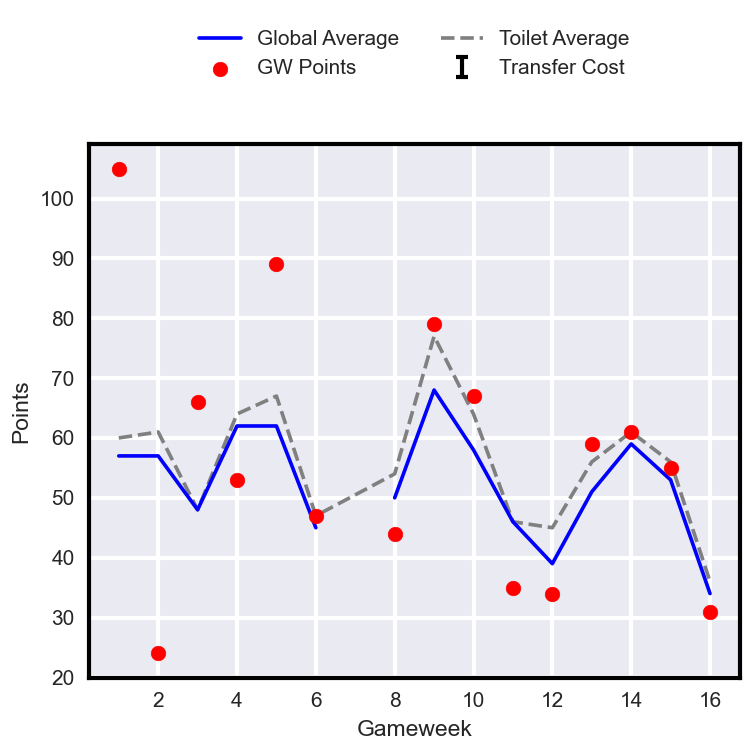 Global Average
GW Points
Toilet Average
Transfer Cost
100
90
80
70
60
50
40
30
20
Points
2 4 6 8 10 12 14 16
Gameweek